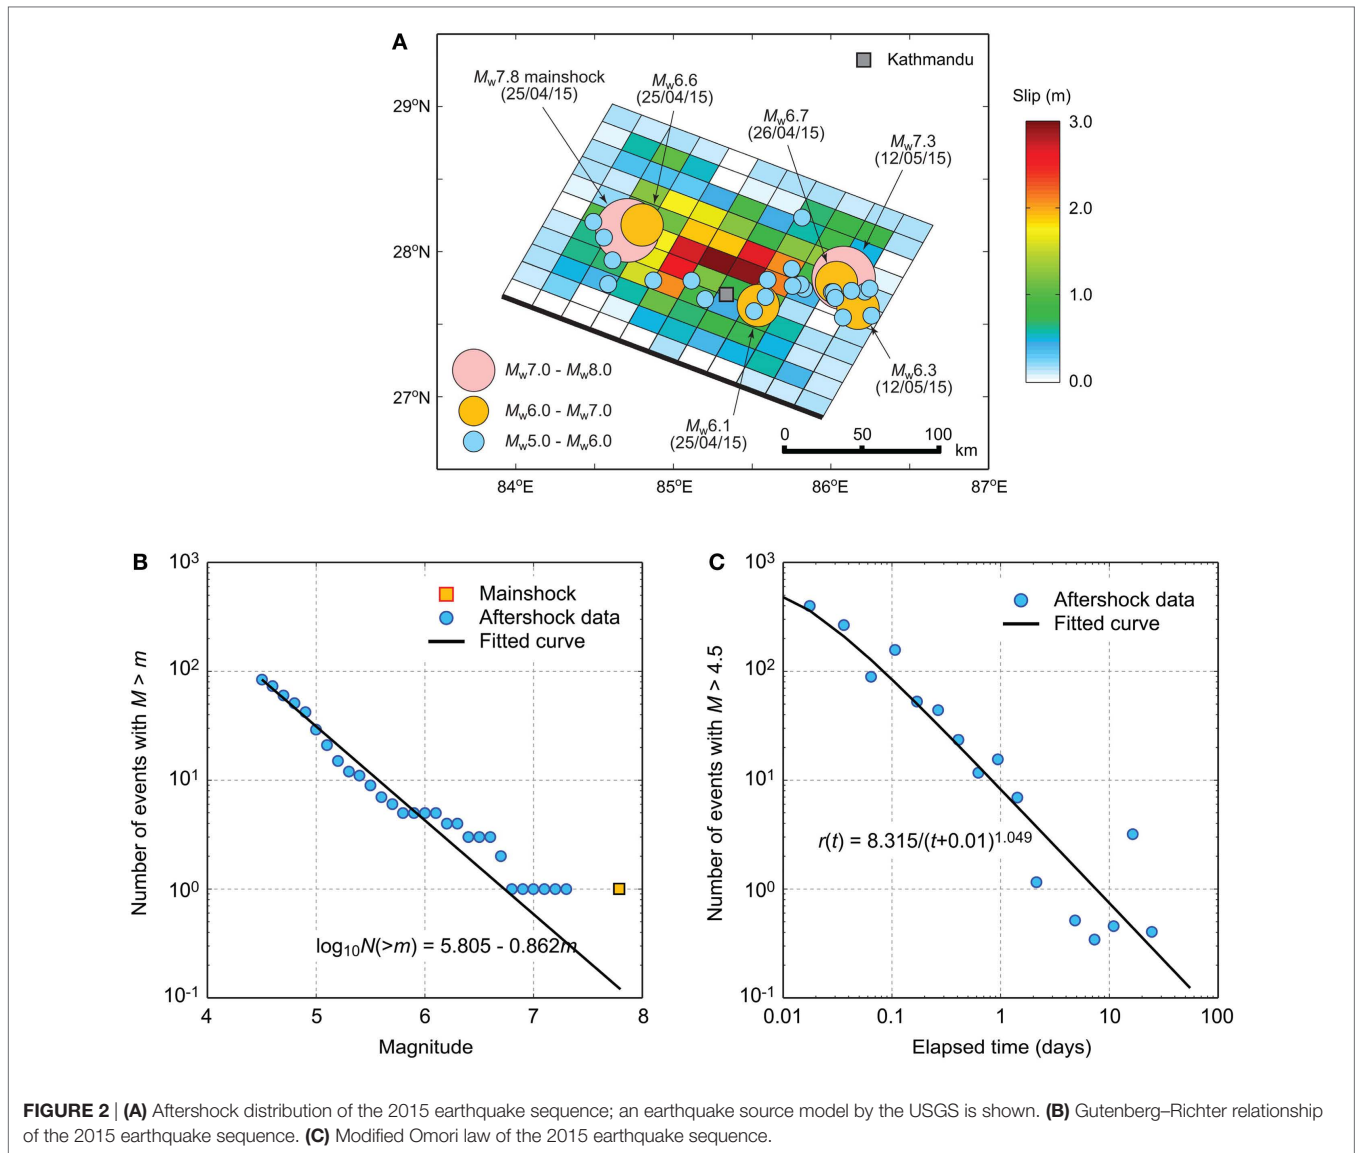 A
Kathmandu
Mw7.8 mainshock
(25/04/15)
Mw6.6
(25/04/15)
Mw6.7
(26/04/15)
Mw7.3
(12/05/15)
Slip (m)
3.0
2.0
1.0
0.0
29°N
28°N
27°N
Mw7.0 - Mw8.0
Mw6.0 - Mw7.0
Mw5.0 - Mw6.0
Mw6.1
(25/04/15)
Mw6.3
(12/05/15)
0 50 100
km
84°E 85°E 86°E 87°E
B
10³
10²
10¹
10⁰
10⁻¹
Number of events with M > m
Mainshock
Aftershock data
Fitted curve
log₁₀N(>m) = 5.805 - 0.862m
4 5 6 7 8
Magnitude
C
10³
10²
10¹
10⁰
10⁻¹
Number of events with M > 4.5
Aftershock data
Fitted curve
r(t) = 8.315/(t+0.01)¹·⁰⁴⁹
0.01 0.1 1 10 100
Elapsed time (days)
FIGURE 2 | (A) Aftershock distribution of the 2015 earthquake sequence; an earthquake source model by the USGS is shown. (B) Gutenberg–Richter relationship
of the 2015 earthquake sequence. (C) Modified Omori law of the 2015 earthquake sequence.